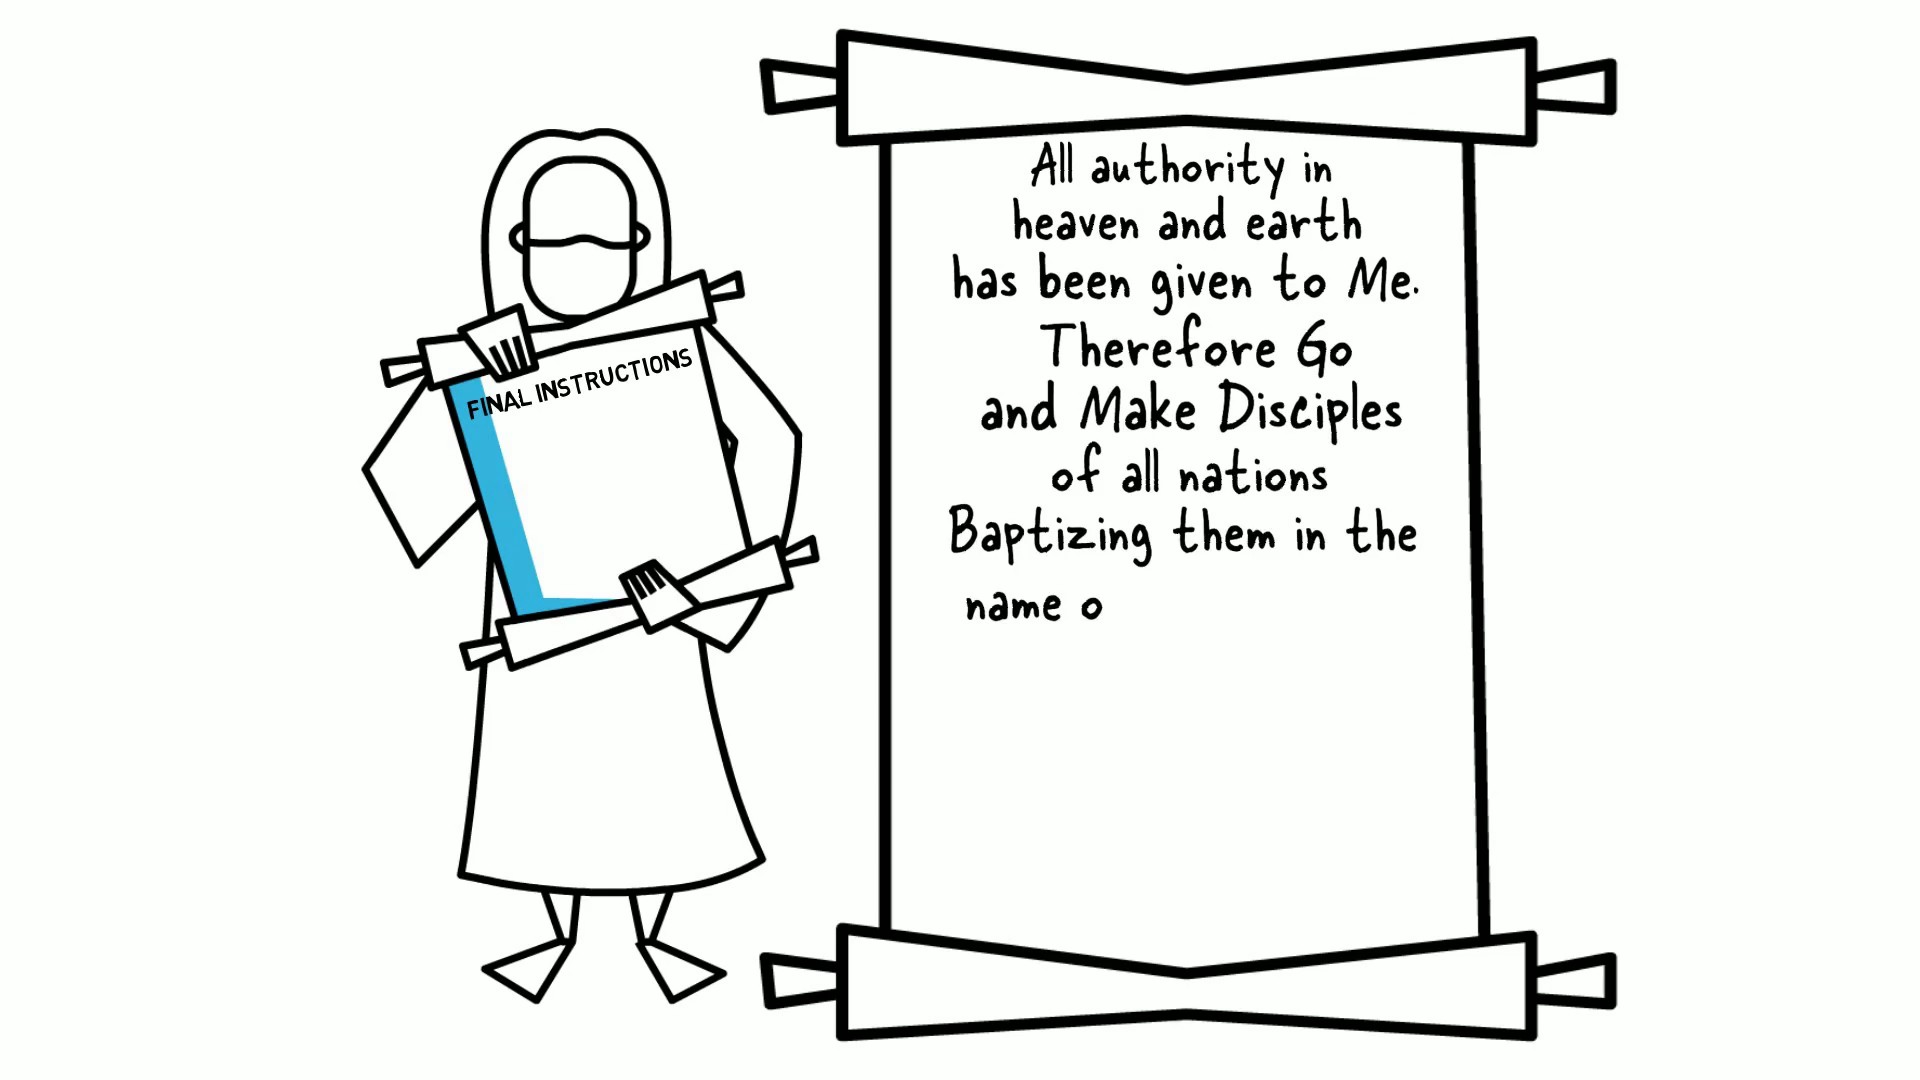 FINAL INSTRUCTIONS
All authority in
heaven and earth
has been given to Me.
Therefore Go
and Make Disciples
of all nations
Baptizing them in the
name o